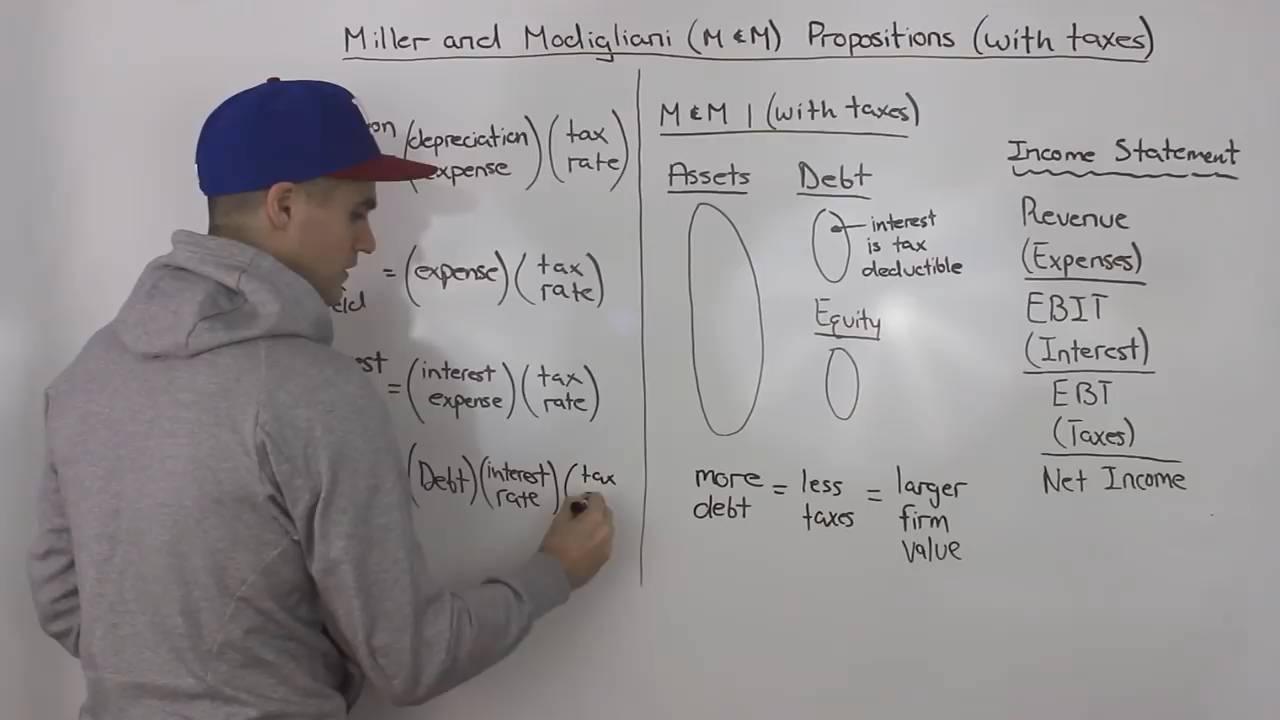 Miller and Modigliani (M & M) Propositions (with taxes)
(depreciation expense) (tax rate)
= (expense) (tax rate)
= (interest expense) (tax rate)
(Debt) (interest rate) (tax
M & M 1 (with taxes)
Assets
Debt
interest
is tax
deductible
Equity
more debt = less taxes = larger firm value
Income Statement
Revenue
(Expenses)
EBIT
(Interest)
EBT
(Taxes)
Net Income